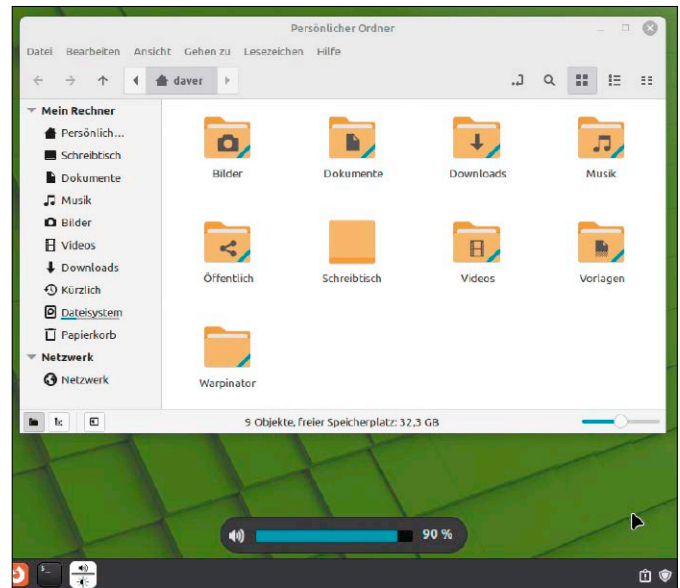 Persönlicher Ordner
Datei Bearbeiten Ansicht Gehen zu Lesezeichen Hilfe
daver
Mein Rechner
Persönlich...
Schreibtisch
Dokumente
Musik
Bilder
Videos
Downloads
Kürzlich
Dateisystem
Papierkorb
Netzwerk
Netzwerk
Bilder Dokumente Downloads Musik
Öffentlich Schreibtisch Videos Vorlagen
Warpinator
9 Objekte, freier Speicherplatz: 32,3 GB
90 %